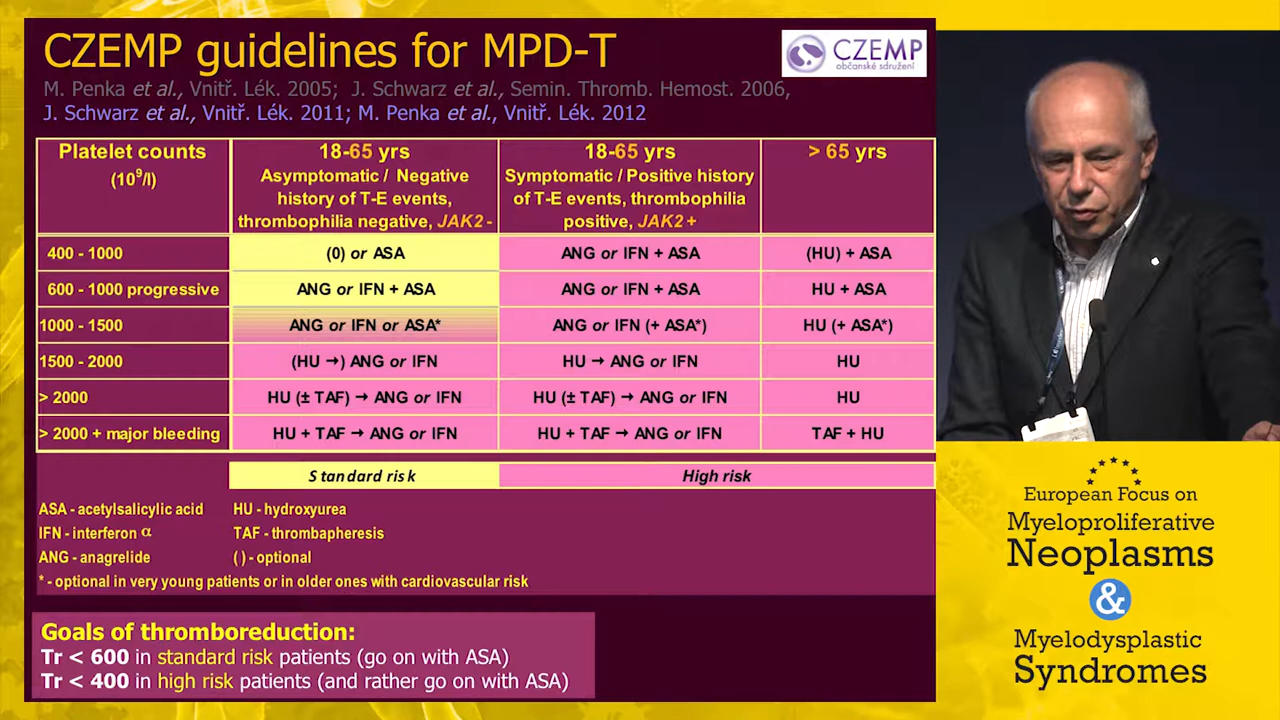 CZEMP guidelines for MPD-T
CZEMP
občanské sdružení
M. Penka et al., Vnitř. Lék. 2005; J. Schwarz et al., Semin. Thromb. Hemost. 2006,
J. Schwarz et al., Vnitř. Lék. 2011; M. Penka et al., Vnitř. Lék. 2012
Platelet counts
(10⁹/l)
18-65 yrs
Asymptomatic / Negative
history of T-E events,
thrombophilia negative, JAK2 -
18-65 yrs
Symptomatic / Positive history
of T-E events, thrombophilia
positive, JAK2 +
> 65 yrs
400 - 1000 (0) or ASA ANG or IFN + ASA (HU) + ASA
600 - 1000 progressive ANG or IFN + ASA ANG or IFN + ASA HU + ASA
1000 - 1500 ANG or IFN or ASA* ANG or IFN (+ ASA*) HU (+ ASA*)
1500 - 2000 (HU →) ANG or IFN HU → ANG or IFN HU
> 2000 HU (± TAF) → ANG or IFN HU (± TAF) → ANG or IFN HU
> 2000 + major bleeding HU + TAF → ANG or IFN HU + TAF → ANG or IFN TAF + HU
Standard risk High risk
ASA - acetylsalicylic acid HU - hydroxyurea
IFN - interferon α TAF - thrombapheresis
ANG - anagrelide ( ) - optional
* - optional in very young patients or in older ones with cardiovascular risk
Goals of thromboreduction:
Tr < 600 in standard risk patients (go on with ASA)
Tr < 400 in high risk patients (and rather go on with ASA)
European Focus on
Myeloproliferative
Neoplasms
&
Myelodysplastic
Syndromes